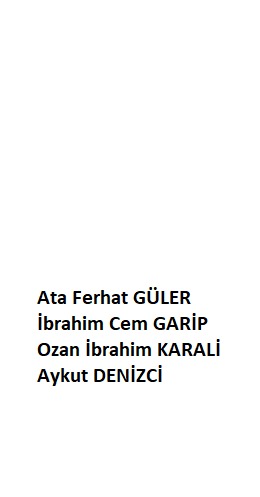 Ata Ferhat GÜLER
İbrahim Cem GARİP
Ozan İbrahim KARALİ
Aykut DENİZCİ